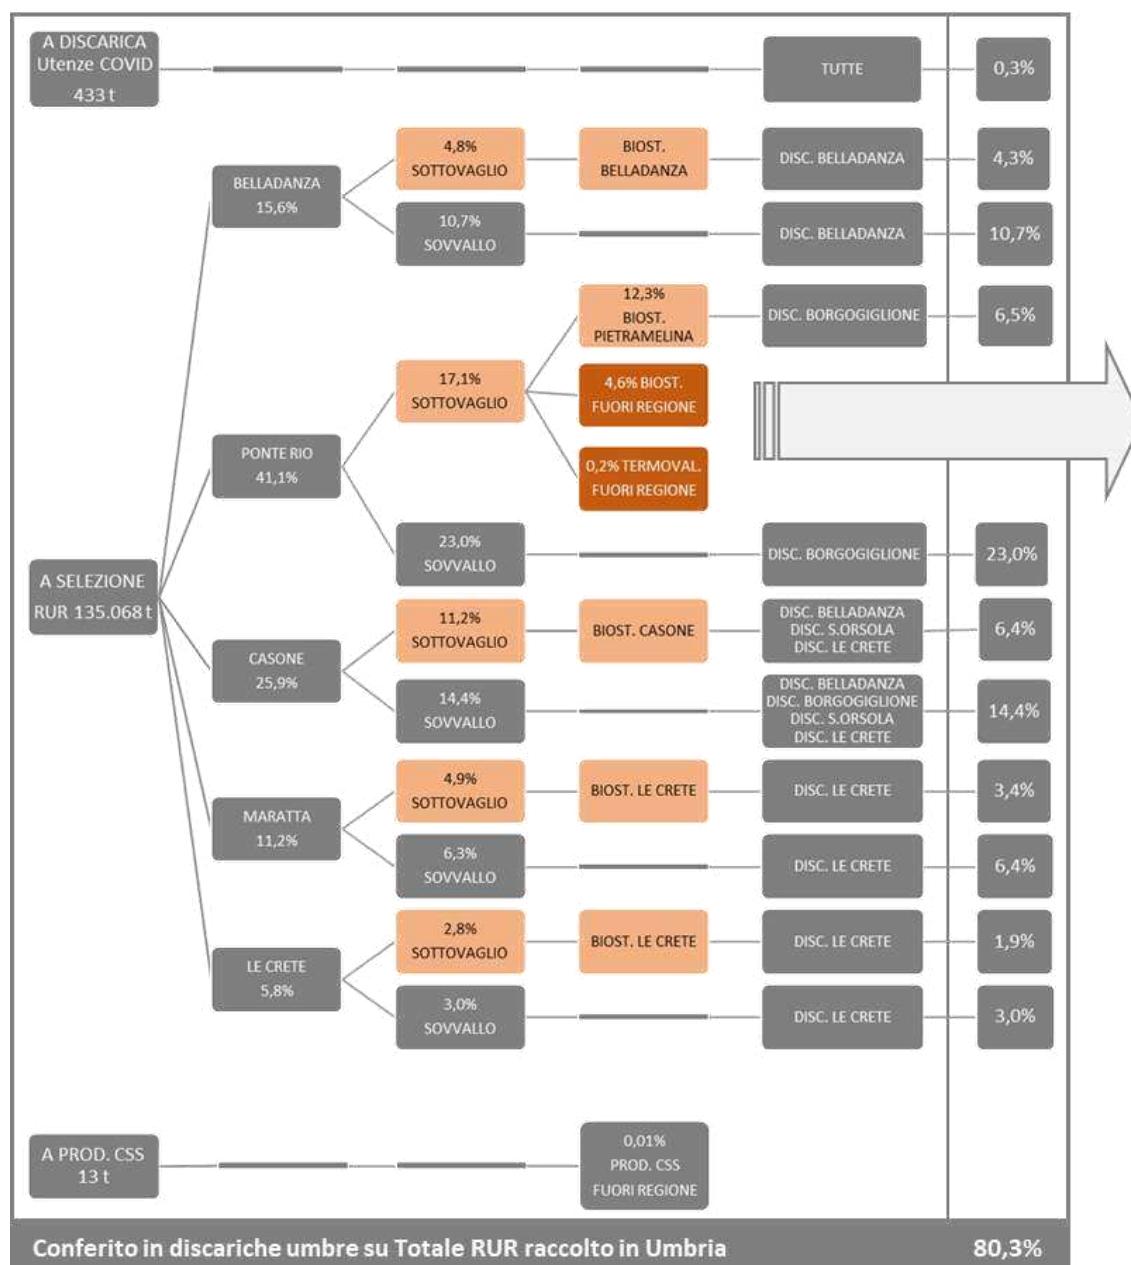 A DISCARICA
Utenze COVID
433 t
TUTTE
0,3%
BELLADANZA
15,6%
4,8%
SOTTOVAGLIO
BIOST.
BELLADANZA
DISC. BELLADANZA
4,3%
10,7%
SOVVALLO
DISC. BELLADANZA
10,7%
PONTE RIO
41,1%
17,1%
SOTTOVAGLIO
12,3%
BIOST.
PIETRAMELINA
DISC. BORGOGIGLIONE
6,5%
4,6% BIOST.
FUORI REGIONE
0,2% TERMOVAL.
FUORI REGIONE
23,0%
SOVVALLO
DISC. BORGOGIGLIONE
23,0%
A SELEZIONE
RUR 135.068 t
CASONE
25,9%
11,2%
SOTTOVAGLIO
BIOST. CASONE
DISC. BELLADANZA
DISC. S.ORSOLA
DISC. LE CRETE
6,4%
14,4%
SOVVALLO
DISC. BELLADANZA
DISC. BORGOGIGLIONE
DISC. S.ORSOLA
DISC. LE CRETE
14,4%
MARATTA
11,2%
4,9%
SOTTOVAGLIO
BIOST. LE CRETE
DISC. LE CRETE
3,4%
6,3%
SOVVALLO
DISC. LE CRETE
6,4%
LE CRETE
5,8%
2,8%
SOTTOVAGLIO
BIOST. LE CRETE
DISC. LE CRETE
1,9%
3,0%
SOVVALLO
DISC. LE CRETE
3,0%
A PROD. CSS
13 t
0,01%
PROD. CSS
FUORI REGIONE
Conferito in discariche umbre su Totale RUR raccolto in Umbria 80,3%